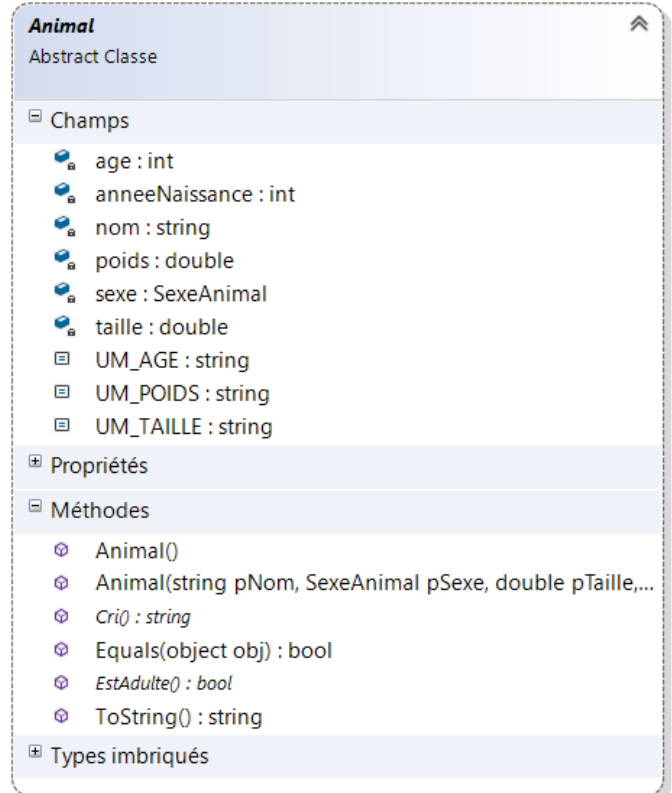 Animal
Abstract Classe
Champs
age : int
anneeNaissance : int
nom : string
poids : double
sexe : SexeAnimal
taille : double
UM_AGE : string
UM_POIDS : string
UM_TAILLE : string
Propriétés
Méthodes
Animal()
Animal(string pNom, SexeAnimal pSexe, double pTaille,...
Cri() : string
Equals(object obj) : bool
EstAdulte() : bool
ToString() : string
Types imbriqués